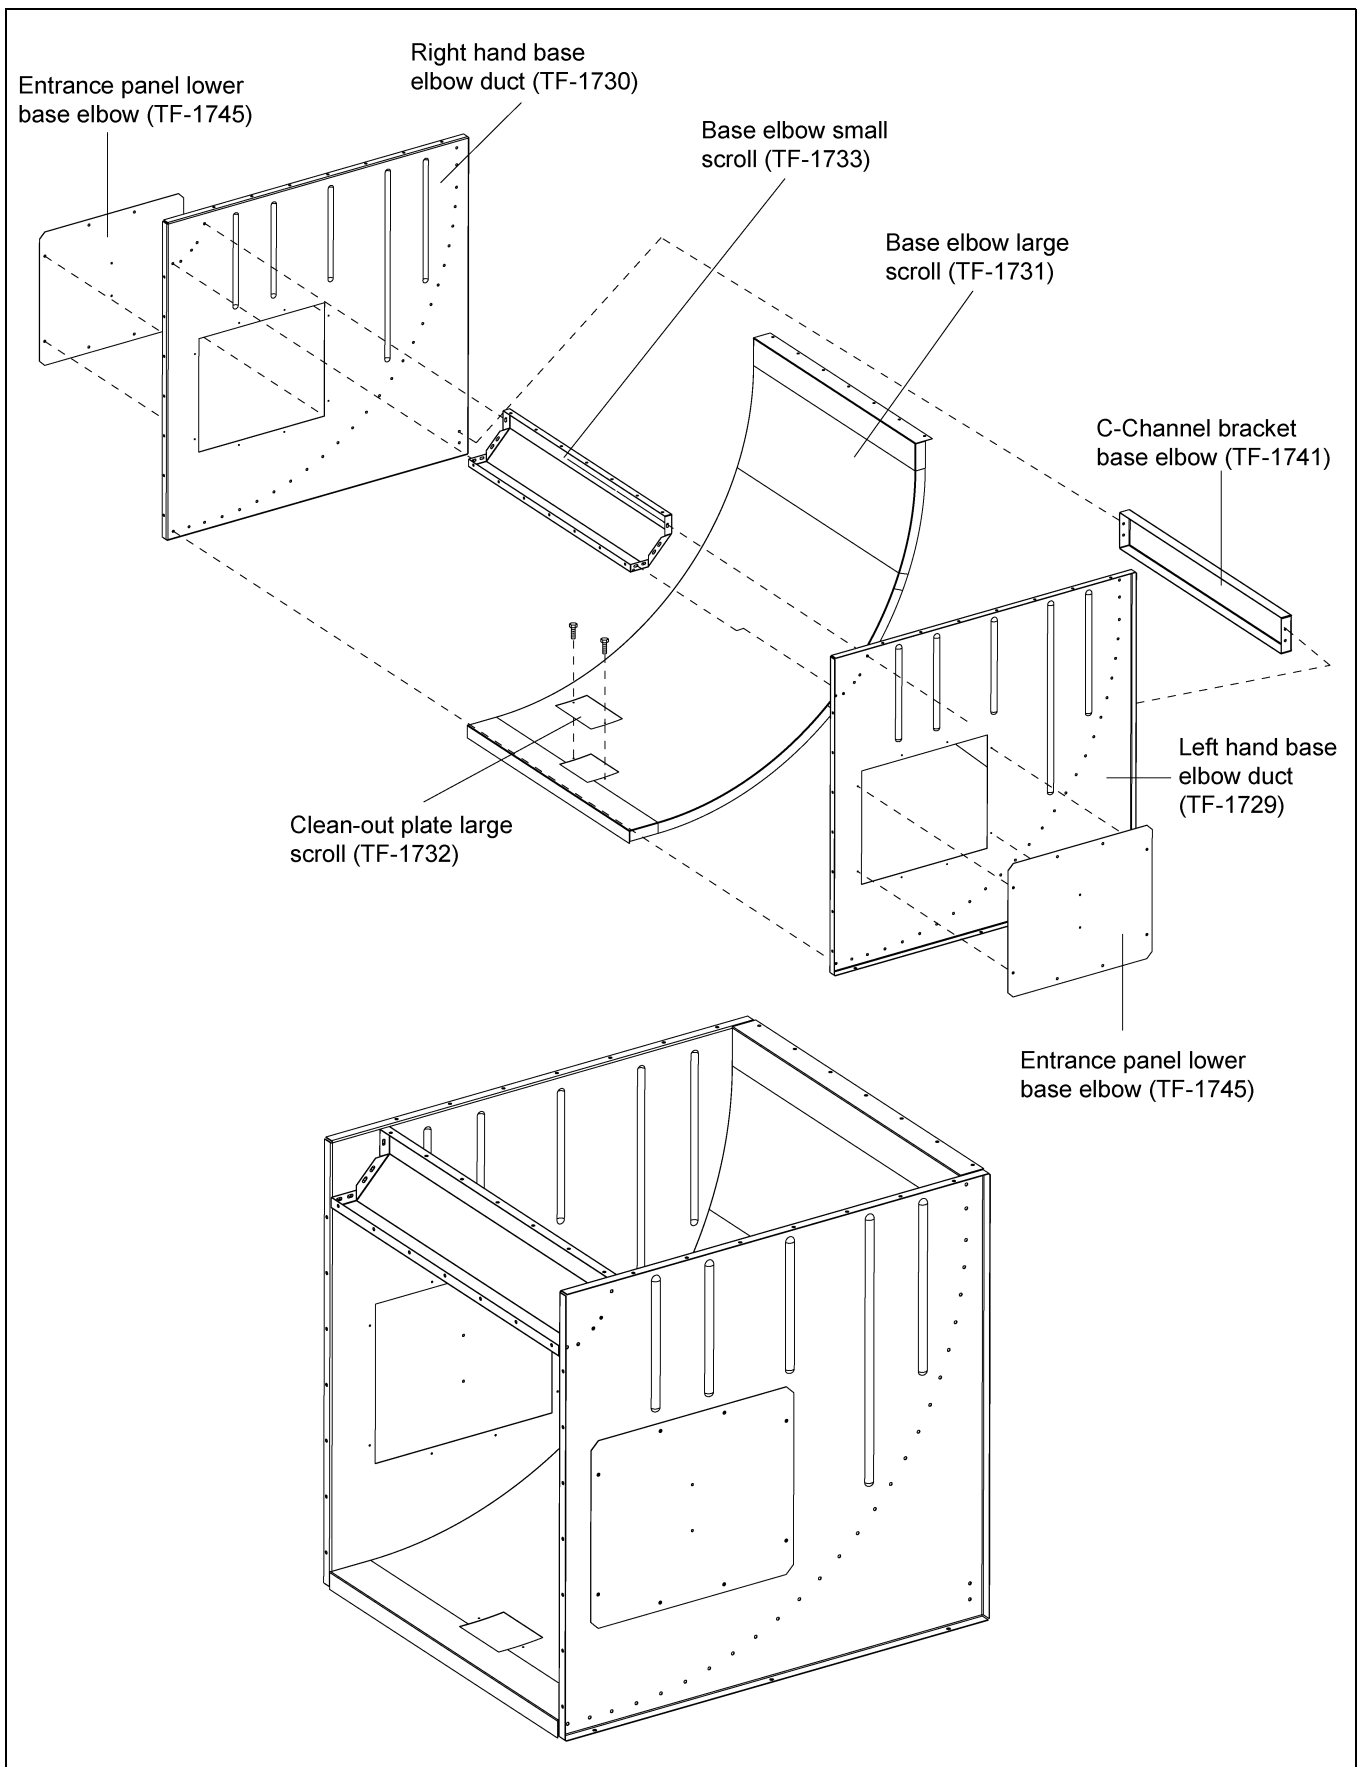 Right hand base
elbow duct (TF-1730)
Entrance panel lower
base elbow (TF-1745)
Base elbow small
scroll (TF-1733)
Base elbow large
scroll (TF-1731)
C-Channel bracket
base elbow (TF-1741)
Left hand base
elbow duct
(TF-1729)
Clean-out plate large
scroll (TF-1732)
Entrance panel lower
base elbow (TF-1745)